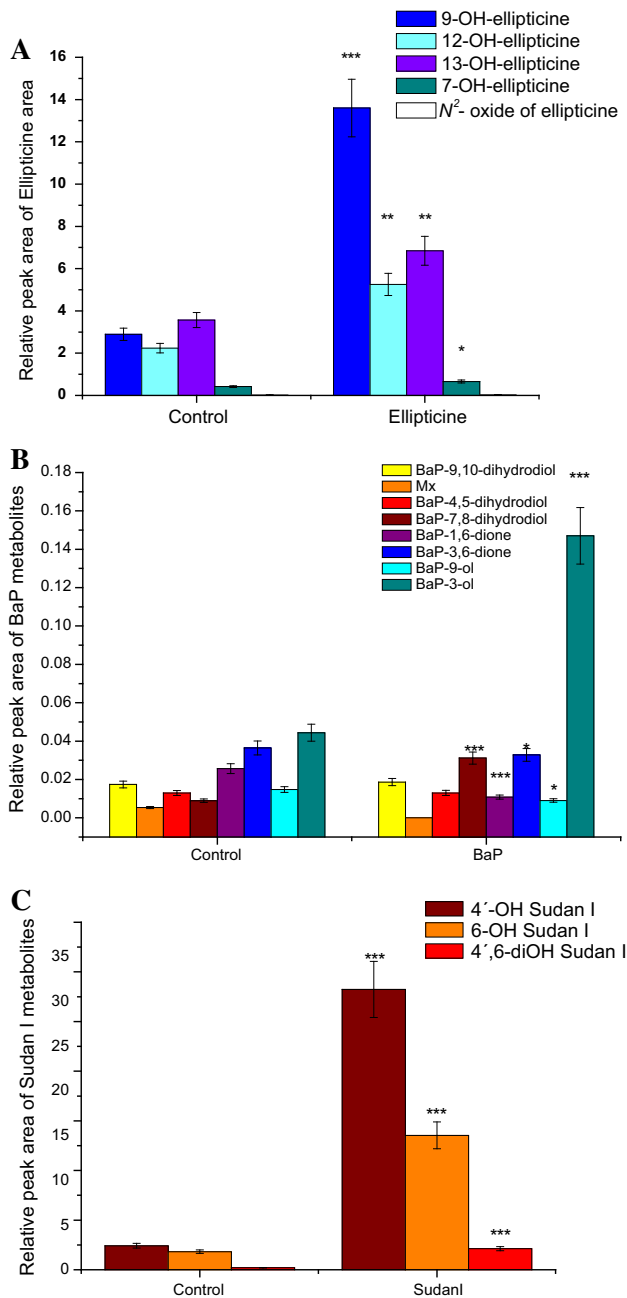 A
9-OH-ellipticine
12-OH-ellipticine
13-OH-ellipticine
7-OH-ellipticine
N²- oxide of ellipticine
Relative peak area of Ellipticine area
16
14
12
10
8
6
4
2
0
***
**
**
*
Control
Ellipticine
B
BaP-9,10-dihydrodiol
Mx
BaP-4,5-dihydrodiol
BaP-7,8-dihydrodiol
BaP-1,6-dione
BaP-3,6-dione
BaP-9-ol
BaP-3-ol
Relative peak area of BaP metabolites
0.18
0.16
0.14
0.12
0.10
0.08
0.06
0.04
0.02
0.00
***
***
*
*
***
Control
BaP
C
4´-OH Sudan I
6-OH Sudan I
4´,6-diOH Sudan I
Relative peak area of Sudan I metabolites
35
30
25
20
15
10
5
0
***
***
***
Control
SudanI